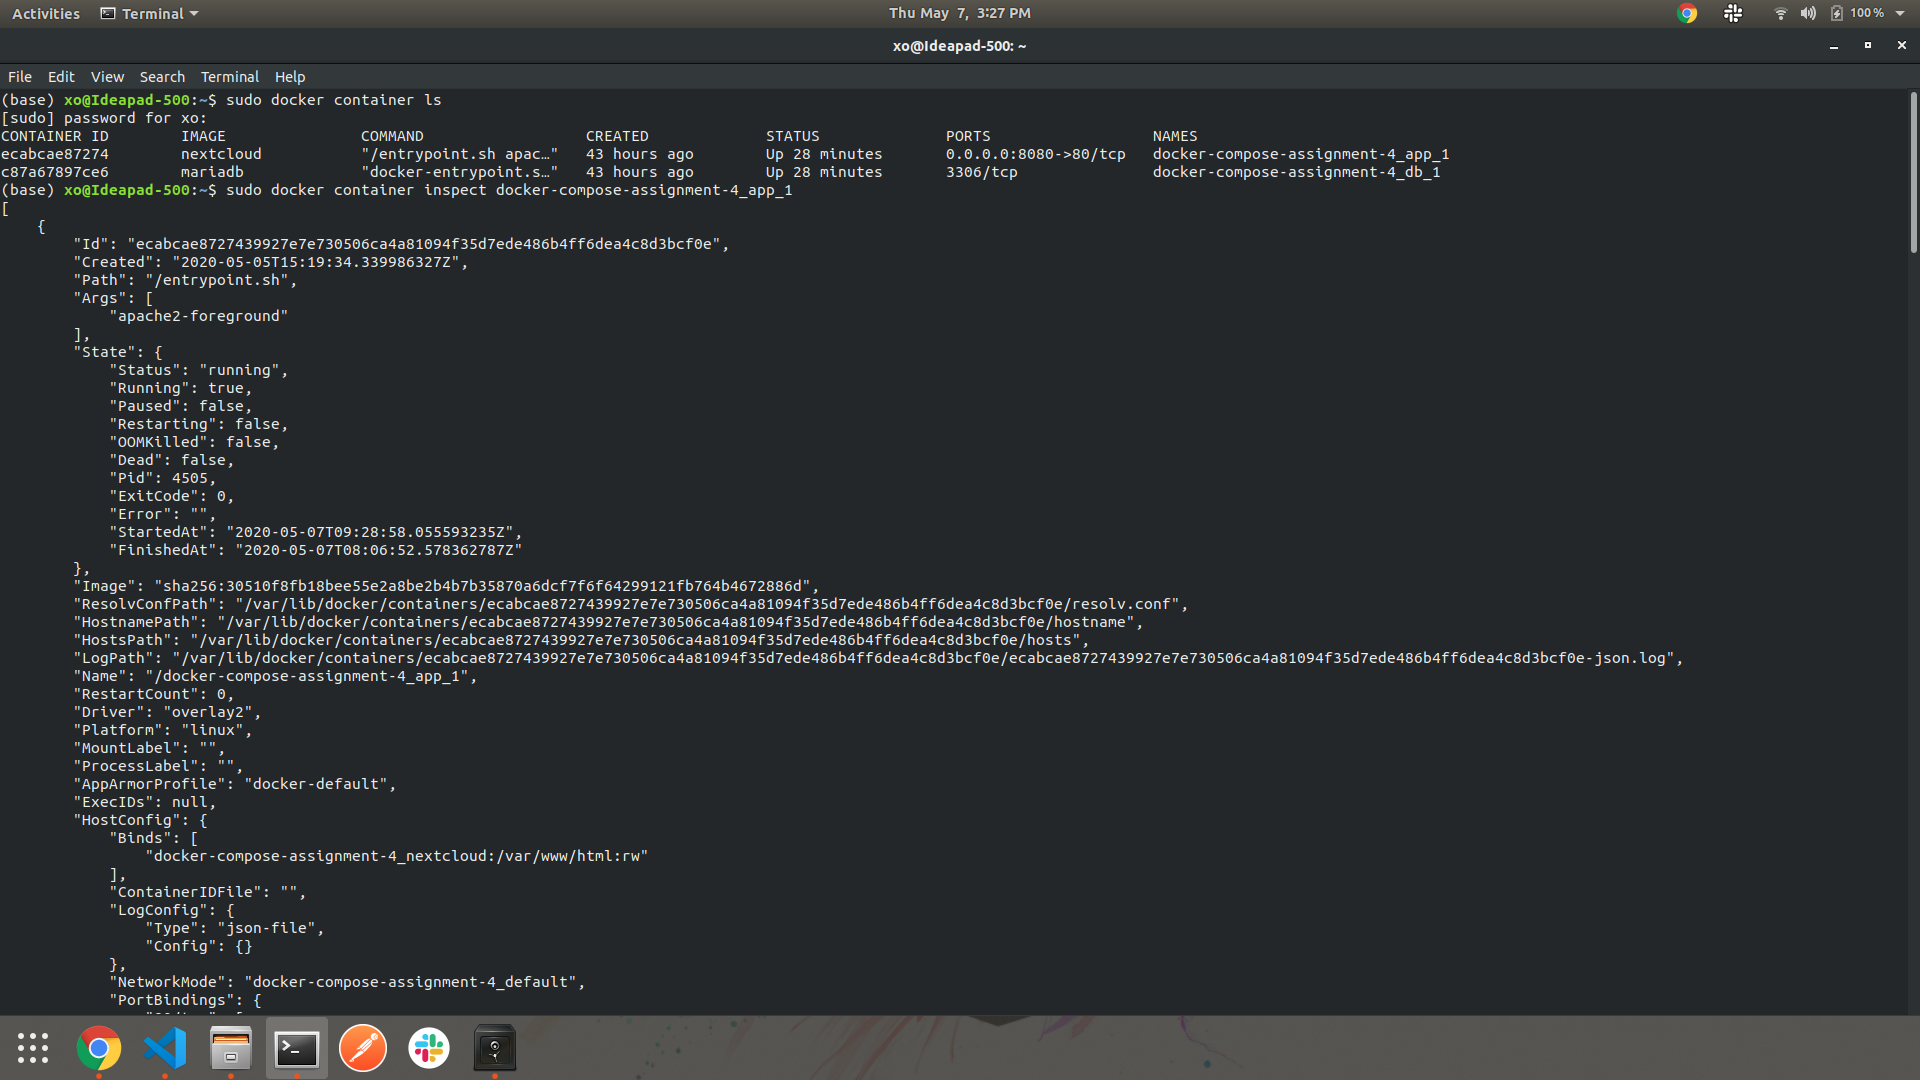 Activities
Terminal
Thu May 7, 3:27 PM
100%
xo@Ideapad-500: ~
File Edit View Search Terminal Help
(base) xo@Ideapad-500:~$ sudo docker container ls
[sudo] password for xo:
CONTAINER ID IMAGE COMMAND CREATED STATUS PORTS NAMES
ecabcae87274 nextcloud "/entrypoint.sh apac…" 43 hours ago Up 28 minutes 0.0.0.0:8080->80/tcp docker-compose-assignment-4_app_1
c87a67897ce6 mariadb "docker-entrypoint.s…" 43 hours ago Up 28 minutes 3306/tcp docker-compose-assignment-4_db_1
(base) xo@Ideapad-500:~$ sudo docker container inspect docker-compose-assignment-4_app_1
[
{
"Id": "ecabcae8727439927e7e730506ca4a81094f35d7ede486b4ff6dea4c8d3bcf0e",
"Created": "2020-05-05T15:19:34.339986327Z",
"Path": "/entrypoint.sh",
"Args": [
"apache2-foreground"
],
"State": {
"Status": "running",
"Running": true,
"Paused": false,
"Restarting": false,
"OOMKilled": false,
"Dead": false,
"Pid": 4505,
"ExitCode": 0,
"Error": "",
"StartedAt": "2020-05-07T09:28:58.055593235Z",
"FinishedAt": "2020-05-07T08:06:52.578362787Z"
},
"Image": "sha256:30510f8fb18bee55e2a8be2b4b7b35870a6dcf7f6f64299121fb764b4672886d",
"ResolvConfPath": "/var/lib/docker/containers/ecabcae8727439927e7e730506ca4a81094f35d7ede486b4ff6dea4c8d3bcf0e/resolv.conf",
"HostnamePath": "/var/lib/docker/containers/ecabcae8727439927e7e730506ca4a81094f35d7ede486b4ff6dea4c8d3bcf0e/hostname",
"HostsPath": "/var/lib/docker/containers/ecabcae8727439927e7e730506ca4a81094f35d7ede486b4ff6dea4c8d3bcf0e/hosts",
"LogPath": "/var/lib/docker/containers/ecabcae8727439927e7e730506ca4a81094f35d7ede486b4ff6dea4c8d3bcf0e/ecabcae8727439927e7e730506ca4a81094f35d7ede486b4ff6dea4c8d3bcf0e-json.log",
"Name": "/docker-compose-assignment-4_app_1",
"RestartCount": 0,
"Driver": "overlay2",
"Platform": "linux",
"MountLabel": "",
"ProcessLabel": "",
"AppArmorProfile": "docker-default",
"ExecIDs": null,
"HostConfig": {
"Binds": [
"docker-compose-assignment-4_nextcloud:/var/www/html:rw"
],
"ContainerIDFile": "",
"LogConfig": {
"Type": "json-file",
"Config": {}
},
"NetworkMode": "docker-compose-assignment-4_default",
"PortBindings": {